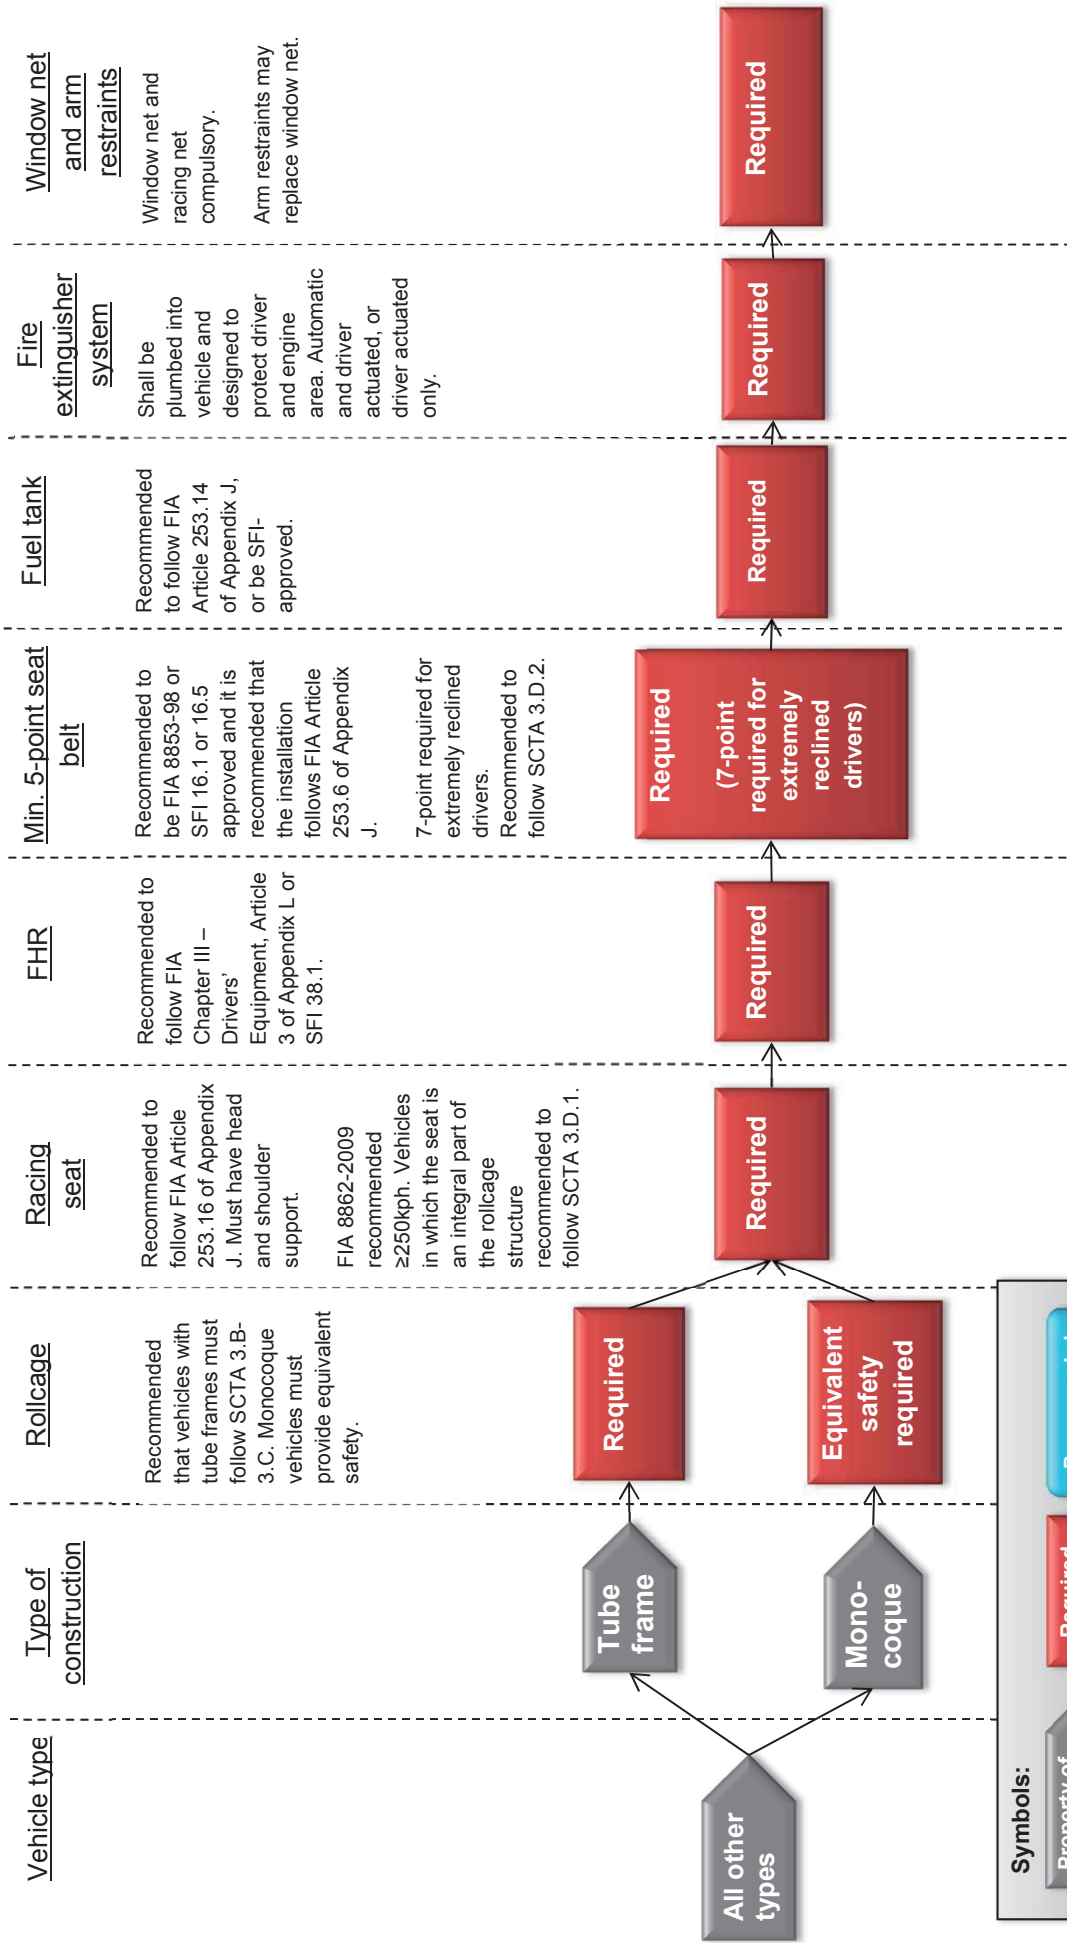 Vehicle type
Type of
construction
Rollcage
Recommended
that vehicles with
tube frames must
follow SCTA 3.B-
3.C. Monocoque
vehicles must
provide equivalent
safety.
Racing
seat
Recommended to
follow FIA Article
253.16 of Appendix
J. Must have head
and shoulder
support.
FIA 8862-2009
recommended
≥250kph. Vehicles
in which the seat is
an integral part of
the rollcage
structure
recommended to
follow SCTA 3.D.1.
FHR
Recommended to
follow FIA
Chapter III –
Drivers'
Equipment, Article
3 of Appendix L or
SFI 38.1.
Min. 5-point seat
belt
Recommended to
be FIA 8853-98 or
SFI 16.1 or 16.5
approved and it is
recommended that
the installation
follows FIA Article
253.6 of Appendix
J.
7-point required for
extremely reclined
drivers.
Recommended to
follow SCTA 3.D.2.
Fuel tank
Recommended
to follow FIA
Article 253.14
of Appendix J,
or be SFI-
approved.
Fire
extinguisher
system
Shall be
plumbed into
vehicle and
designed to
protect driver
and engine
area. Automatic
and driver
actuated, or
driver actuated
only.
Window net
and arm
restraints
Window net and
racing net
compulsory.
Arm restraints may
replace window net.
All other
types
Tube
frame
Mono-
coque
Required
Equivalent
safety
required
Required
Required
Required
(7-point
required for
extremely
reclined
drivers)
Required
Required
Required
Symbols:
Property of
Required